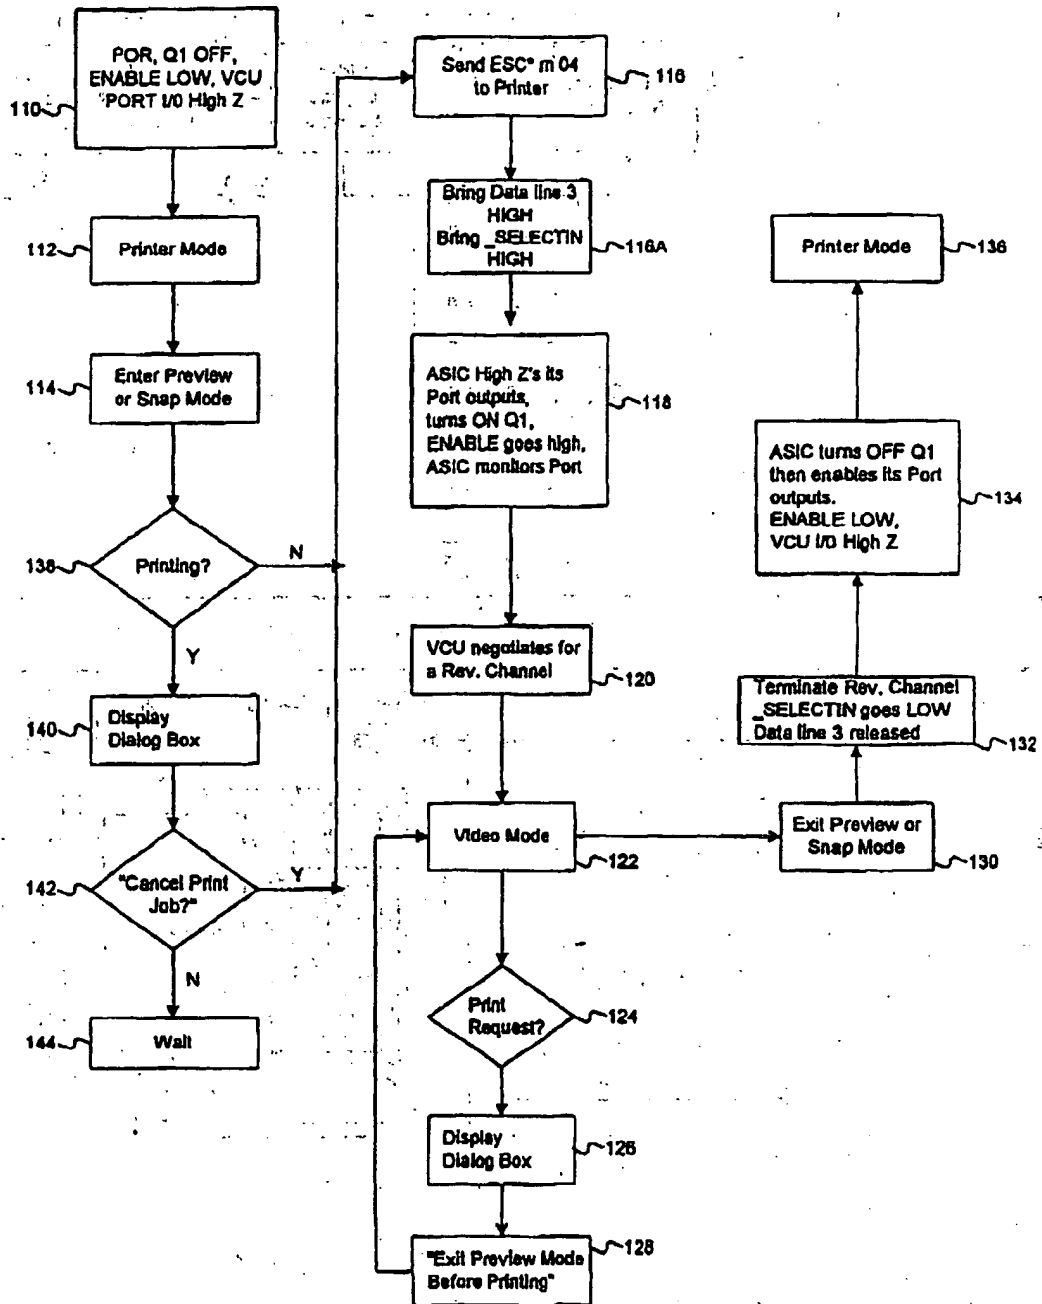 POR, Q1 OFF,
ENABLE LOW, VCU
PORT I/0 High Z
110
Printer Mode
112
Enter Preview
or Snap Mode
114
Printing?
138
N
Y
Display
Dialog Box
140
"Cancel Print
Job?"
142
Y
N
Wait
144
Send ESC* m 04
to Printer
116
Bring Data line 3
HIGH
Bring _SELECTIN
HIGH
116A
ASIC High Z's its
Port outputs,
turns ON Q1,
ENABLE goes high,
ASIC monitors Port
118
VCU negotiates for
a Rev. Channel
120
Video Mode
122
Print
Request?
124
Display
Dialog Box
126
"Exit Preview Mode
Before Printing"
128
Printer Mode
136
ASIC turns OFF Q1
then enables its Port
outputs.
ENABLE LOW,
VCU I/0 High Z
134
Terminate Rev. Channel
_SELECTIN goes LOW
Data line 3 released
132
Exit Preview or
Snap Mode
130